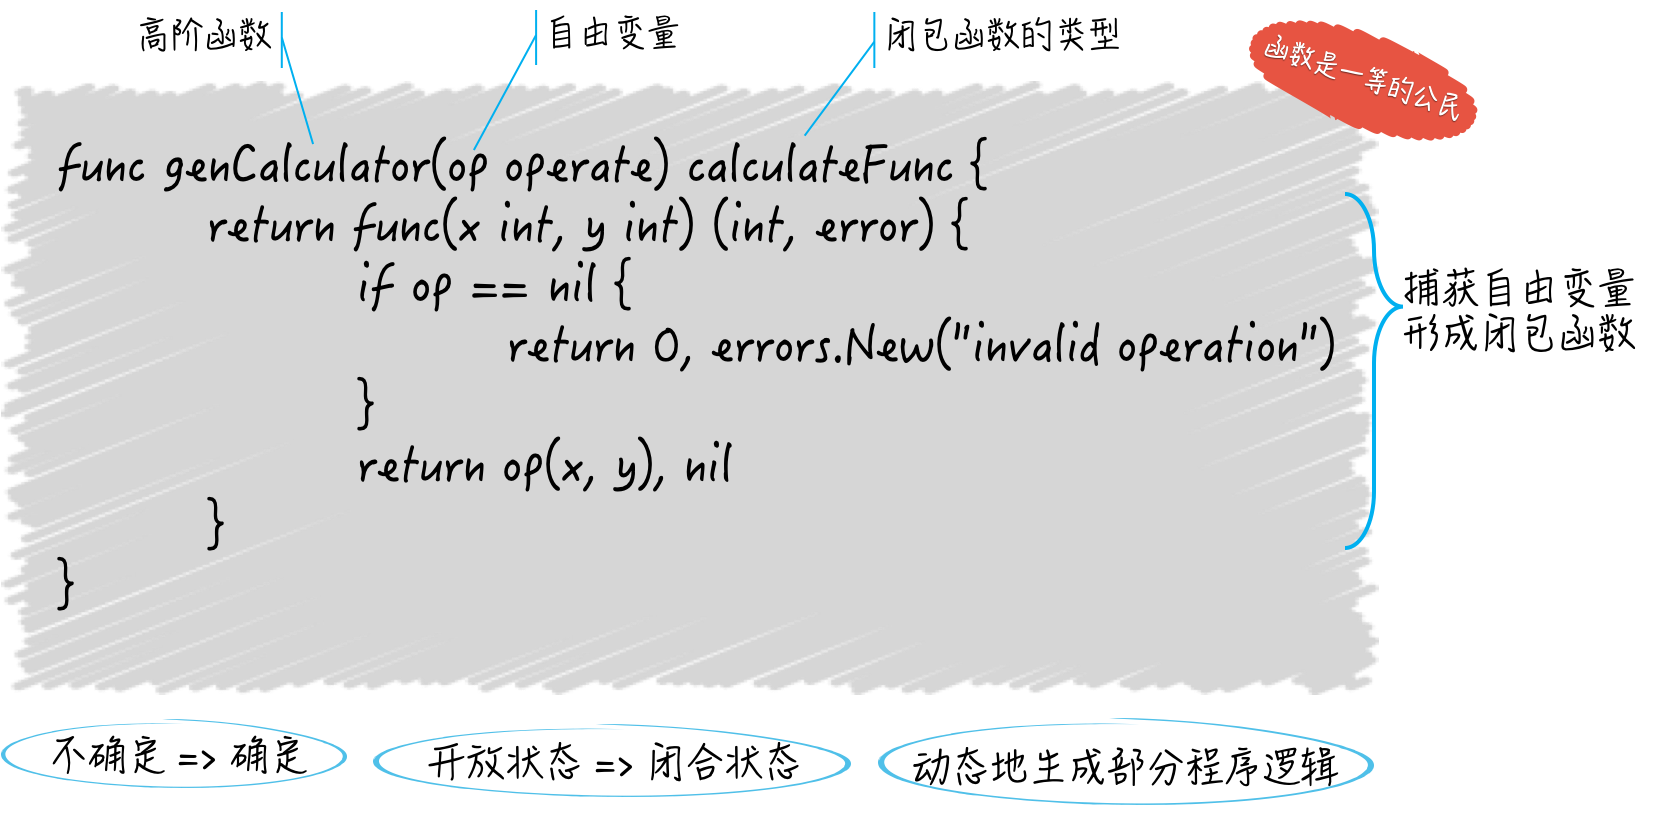 高阶函数
自由变量
闭包函数的类型
函数是一等的公民
func genCalculator(op operate) calculateFunc {
return func(x int, y int) (int, error) {
if op == nil {
return 0, errors.New("invalid operation")
}
return op(x, y), nil
}
}
捕获自由变量
形成闭包函数
不确定 => 确定
开放状态 => 闭合状态
动态地生成部分程序逻辑